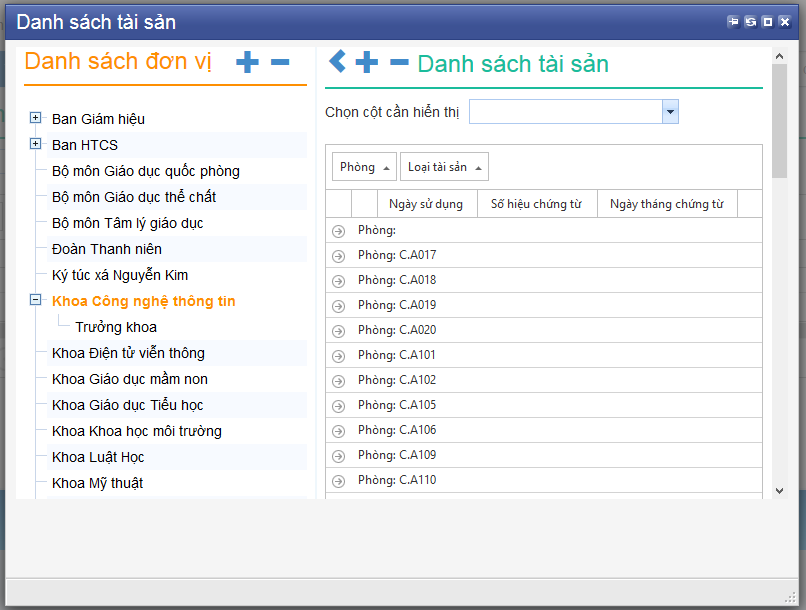 Danh sách tài sản
Danh sách đơn vị
Ban Giám hiệu
Ban HTCS
Bộ môn Giáo dục quốc phòng
Bộ môn Giáo dục thể chất
Bộ môn Tâm lý giáo dục
Đoàn Thanh niên
Ký túc xá Nguyễn Kim
Khoa Công nghệ thông tin
Trưởng khoa
Khoa Điện tử viễn thông
Khoa Giáo dục mầm non
Khoa Giáo dục Tiểu học
Khoa Khoa học môi trường
Khoa Luật Học
Khoa Mỹ thuật
Danh sách tài sản
Chọn cột cần hiển thị
Phòng Loại tài sản
Ngày sử dụng Số hiệu chứng từ Ngày tháng chứng từ
Phòng:
Phòng: C.A017
Phòng: C.A018
Phòng: C.A019
Phòng: C.A020
Phòng: C.A101
Phòng: C.A102
Phòng: C.A105
Phòng: C.A106
Phòng: C.A109
Phòng: C.A110